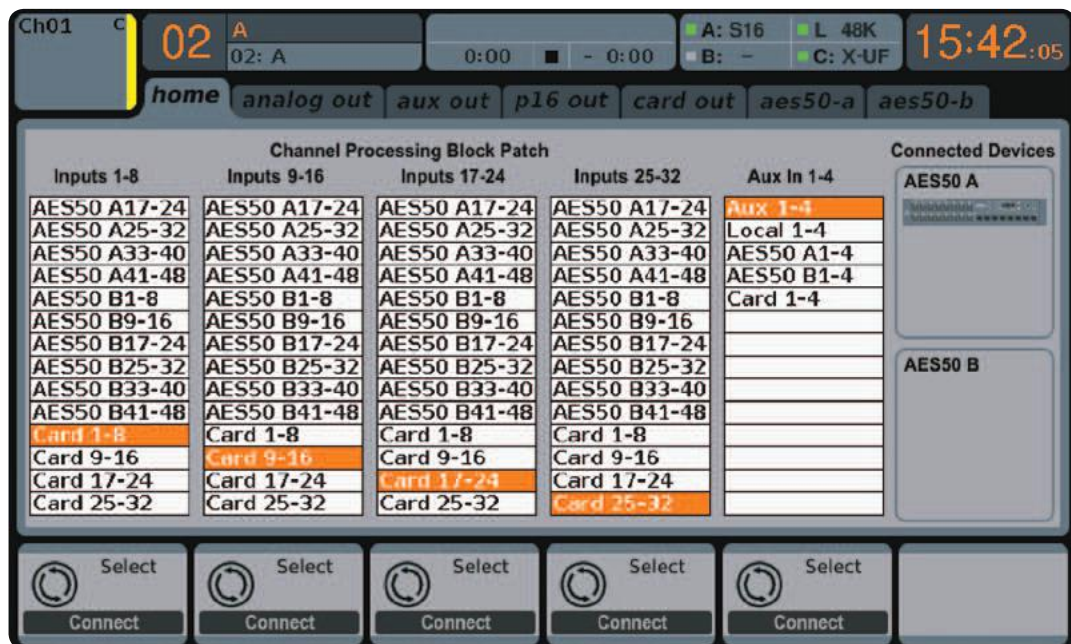 Ch01 C
02
A
02: A
0:00 - 0:00
A: S16 L 48K
B: - C: X-UF
15:42:05
home analog out aux out p16 out card out aes50-a aes50-b
Channel Processing Block Patch
Connected Devices
Inputs 1-8 Inputs 9-16 Inputs 17-24 Inputs 25-32 Aux In 1-4
AES50 A
AES50 A17-24 AES50 A17-24 AES50 A17-24 AES50 A17-24 Aux 1-4
AES50 A25-32 AES50 A25-32 AES50 A25-32 AES50 A25-32 Local 1-4
AES50 A33-40 AES50 A33-40 AES50 A33-40 AES50 A33-40 AES50 A1-4
AES50 A41-48 AES50 A41-48 AES50 A41-48 AES50 A41-48 AES50 B1-4
AES50 B1-8 AES50 B1-8 AES50 B1-8 AES50 B1-8 Card 1-4
AES50 B9-16 AES50 B9-16 AES50 B9-16 AES50 B9-16
AES50 B17-24 AES50 B17-24 AES50 B17-24 AES50 B17-24
AES50 B25-32 AES50 B25-32 AES50 B25-32 AES50 B25-32
AES50 B
AES50 B33-40 AES50 B33-40 AES50 B33-40 AES50 B33-40
AES50 B41-48 AES50 B41-48 AES50 B41-48 AES50 B41-48
Card 1-8 Card 1-8 Card 1-8 Card 1-8
Card 9-16 Card 9-16 Card 9-16 Card 9-16
Card 17-24 Card 17-24 Card 17-24 Card 17-24
Card 25-32 Card 25-32 Card 25-32 Card 25-32
Select Select Select Select Select
Connect Connect Connect Connect Connect